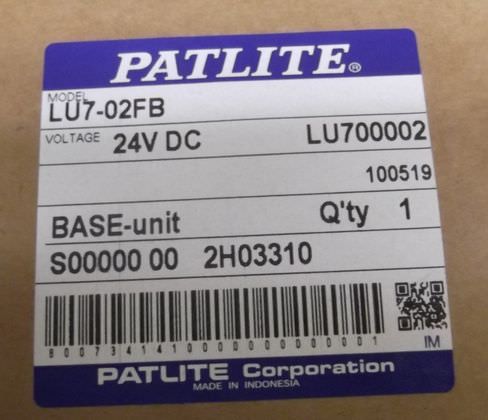 PATLITE®
MODEL
LU7-02FB
VOLTAGE 24V DC LU700002
100519
BASE-unit Q'ty 1
S00000 00 2H03310
IM
PATLITE Corporation
MADE IN INDONESIA